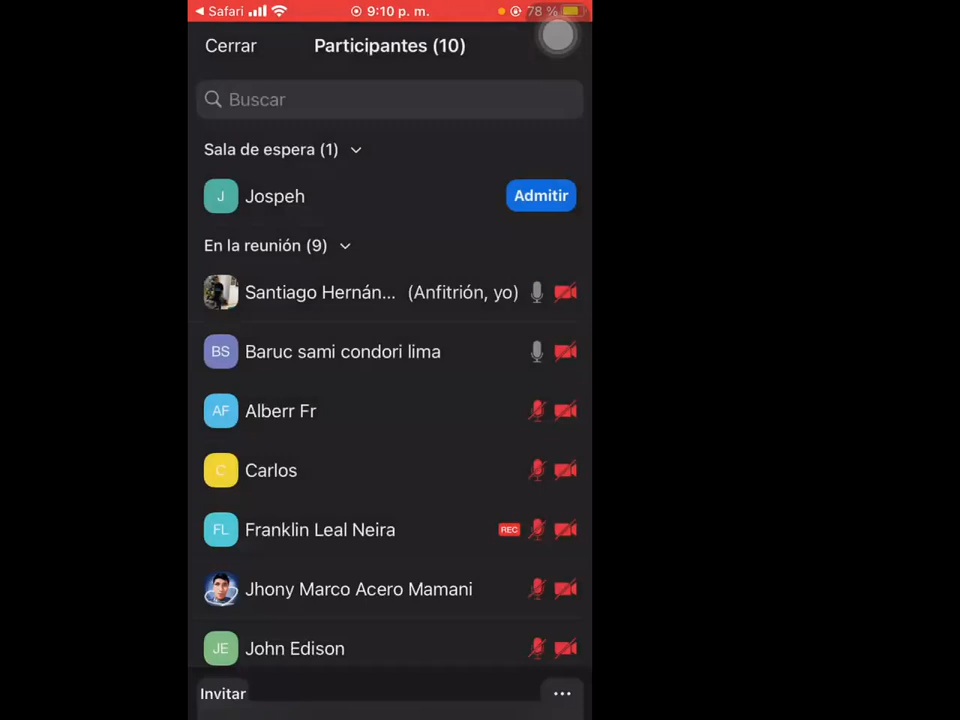 Safari 9:10 p. m. 78 %
Cerrar Participantes (10)
Buscar
Sala de espera (1)
J Jospeh Admitir
En la reunión (9)
Santiago Hernán... (Anfitrión, yo)
BS Baruc sami condori lima
AF Alberr Fr
C Carlos
FL Franklin Leal Neira REC
Jhony Marco Acero Mamani
JE John Edison
Invitar ...